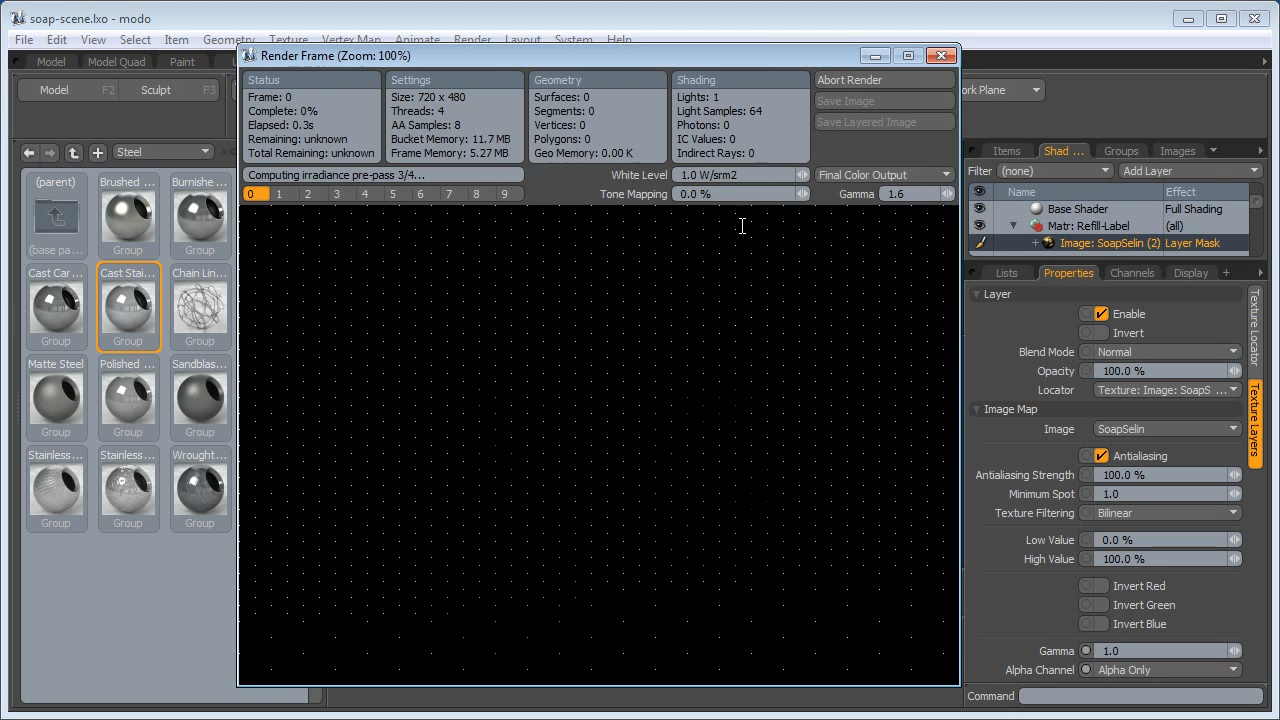 soap-scene.lxo - modo
File Edit View Select Item Geometry Texture Vertex Map Animate Render Layout System Help
Model Model Quad Paint
Model F2 Sculpt F3
ork Plane
Steel
(parent) Brushed ... Burnishe ...
(base pa... Group Group
Cast Car... Cast Stai... Chain Lin...
Group Group Group
Matte Steel Polished ... Sandblas...
Group Group Group
Stainless... Stainless... Wrought...
Group Group Group
Render Frame (Zoom: 100%)
Status
Frame: 0
Complete: 0%
Elapsed: 0.3s
Remaining: unknown
Total Remaining: unknown
Settings
Size: 720 x 480
Threads: 4
AA Samples: 8
Bucket Memory: 11.7 MB
Frame Memory: 5.27 MB
Geometry
Surfaces: 0
Segments: 0
Vertices: 0
Polygons: 0
Geo Memory: 0.00 K
Shading
Lights: 1
Light Samples: 64
Photons: 0
IC Values: 0
Indirect Rays: 0
Abort Render
Save Image
Save Layered Image
Computing irradiance pre-pass 3/4... White Level 1.0 W/srm2 Final Color Output
0 1 2 3 4 5 6 7 8 9 Tone Mapping 0.0 % Gamma 1.6
Items Shad ... Groups Images
Filter (none) Add Layer
Name Effect
Base Shader Full Shading
Matr: Refill-Label (all)
Image: SoapSelin (2) Layer Mask
Lists Properties Channels Display +
Layer
Enable
Invert
Blend Mode Normal
Opacity 100.0 %
Locator Texture: Image: SoapS ...
Image Map
Image SoapSelin
Antialiasing
Antialiasing Strength 100.0 %
Minimum Spot 1.0
Texture Filtering Bilinear
Low Value 0.0 %
High Value 100.0 %
Invert Red
Invert Green
Invert Blue
Gamma 1.0
Alpha Channel Alpha Only
Texture Locator
Texture Layers
Command